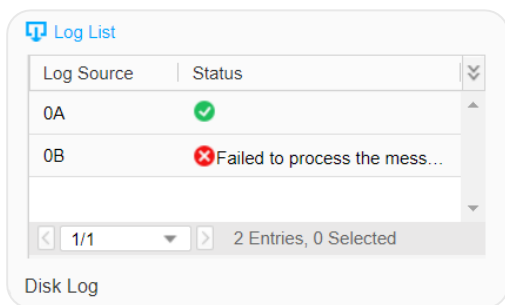 Log List
Log Source Status
0A
0B Failed to process the mess...
1/1 2 Entries, 0 Selected
Disk Log